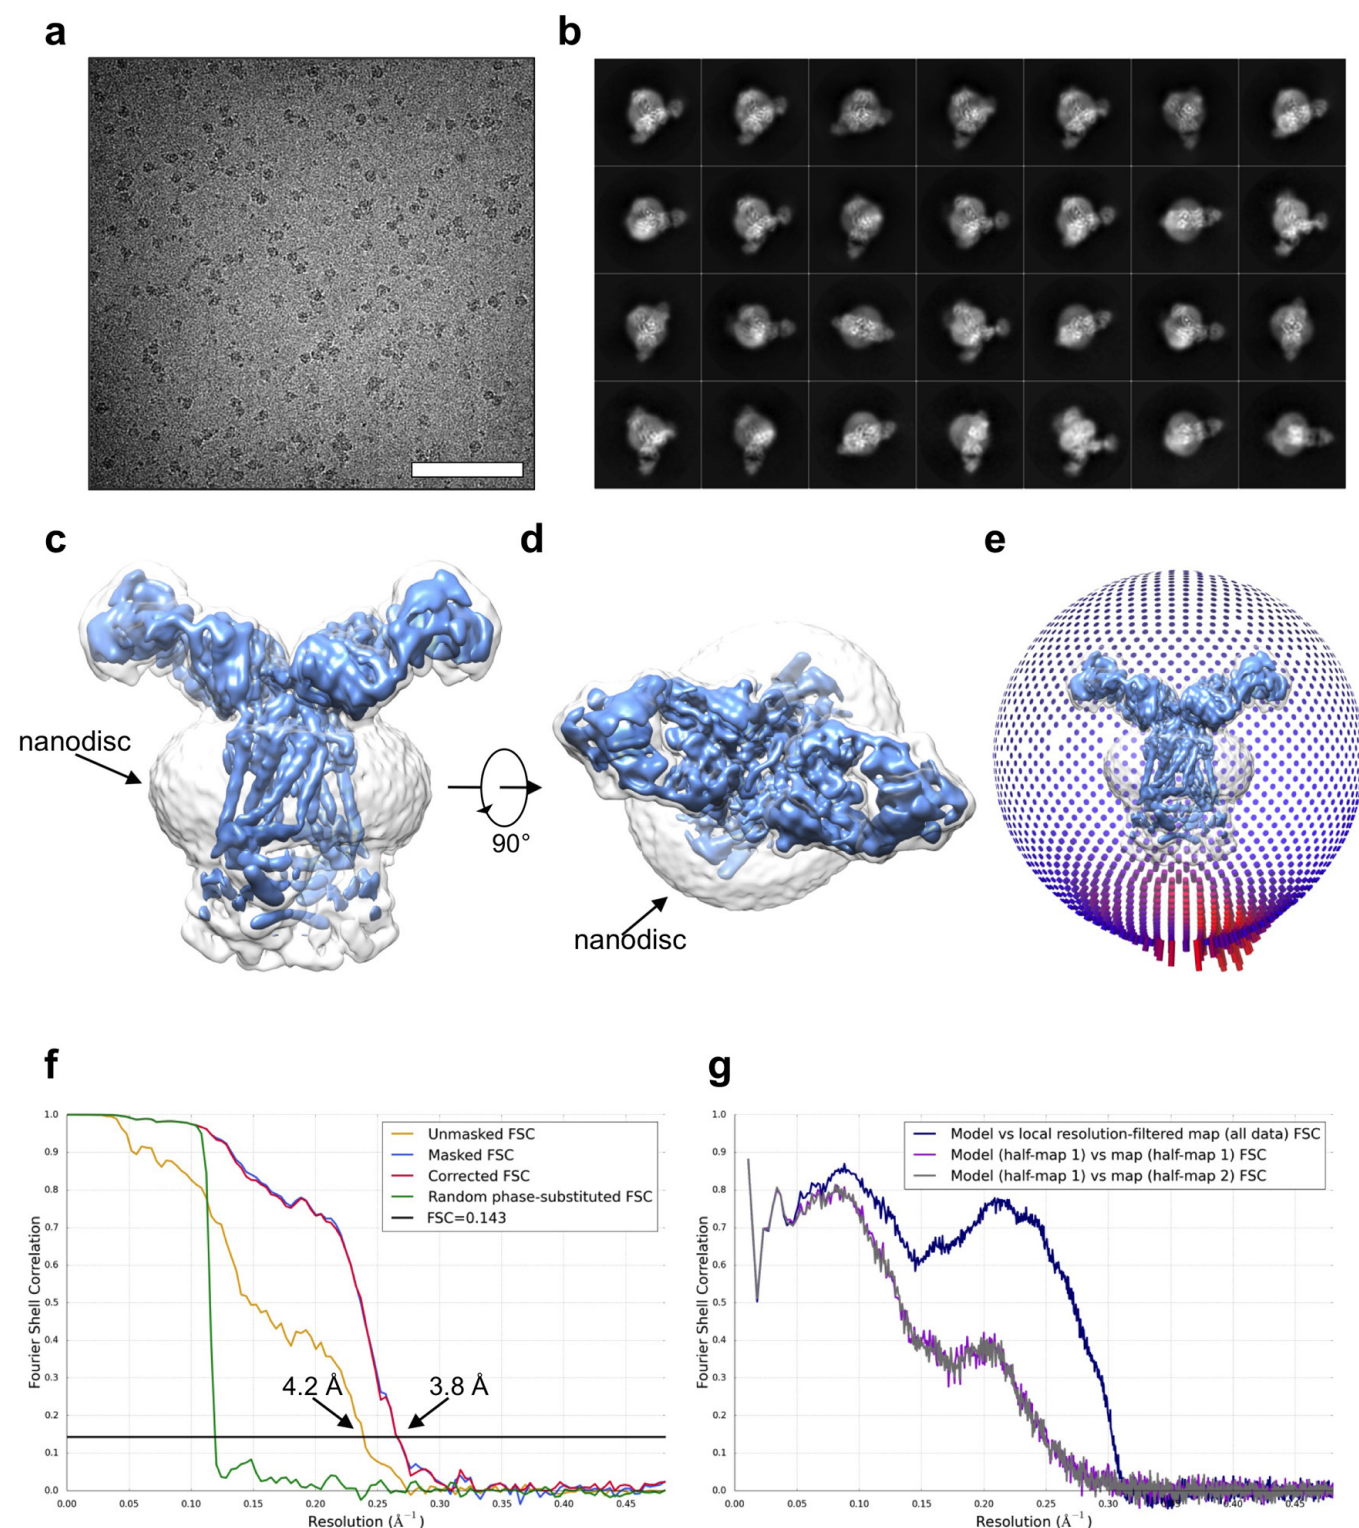 a
b
c
d
e
nanodisc
90°
nanodisc
f
g
1.0
0.9
0.8
0.7
0.6
0.5
0.4
0.3
0.2
0.1
0.0
Fourier Shell Correlation
Unmasked FSC
Masked FSC
Corrected FSC
Random phase-substituted FSC
FSC=0.143
4.2 Å
3.8 Å
0.00 0.05 0.10 0.15 0.20 0.25 0.30 0.35 0.40 0.45
Resolution (Å⁻¹)
1.0
0.9
0.8
0.7
0.6
0.5
0.4
0.3
0.2
0.1
0.0
Fourier Shell Correlation
Model vs local resolution-filtered map (all data) FSC
Model (half-map 1) vs map (half-map 1) FSC
Model (half-map 1) vs map (half-map 2) FSC
0.00 0.05 0.10 0.15 0.20 0.25 0.30 0.35 0.40 0.45
Resolution (Å⁻¹)